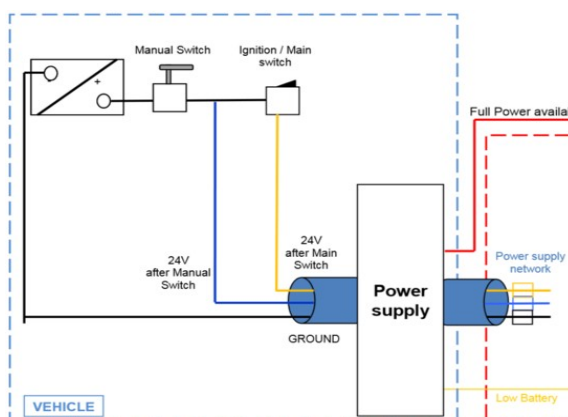 Manual Switch
Ignition / Main
switch
+
-
Full Power availa
24V
after Manual
Switch
24V
after Main
Switch
Power supply
network
Power
supply
GROUND
Low Battery
VEHICLE